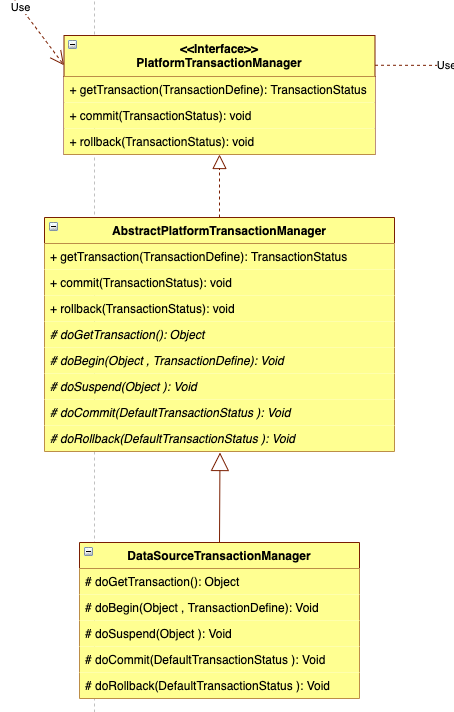 Use
<<Interface>>
PlatformTransactionManager
Use
+ getTransaction(TransactionDefine): TransactionStatus
+ commit(TransactionStatus): void
+ rollback(TransactionStatus): void
AbstractPlatformTransactionManager
+ getTransaction(TransactionDefine): TransactionStatus
+ commit(TransactionStatus): void
+ rollback(TransactionStatus): void
# doGetTransaction(): Object
# doBegin(Object , TransactionDefine): Void
# doSuspend(Object ): Void
# doCommit(DefaultTransactionStatus ): Void
# doRollback(DefaultTransactionStatus ): Void
DataSourceTransactionManager
# doGetTransaction(): Object
# doBegin(Object , TransactionDefine): Void
# doSuspend(Object ): Void
# doCommit(DefaultTransactionStatus ): Void
# doRollback(DefaultTransactionStatus ): Void